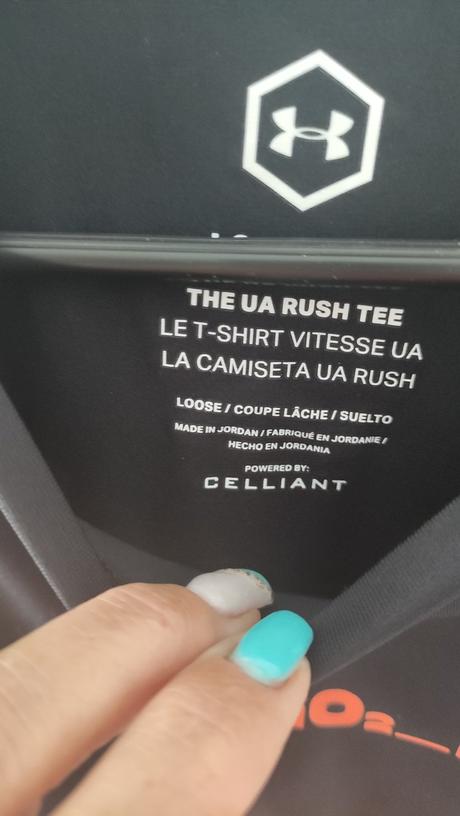 THE UA RUSH TEE
LE T-SHIRT VITESSE UA
LA CAMISETA UA RUSH
LOOSE / COUPE LÂCHE / SUELTO
MADE IN JORDAN / FABRIQUÉ EN JORDANIE /
HECHO EN JORDANIA
POWERED BY:
CELLIANT